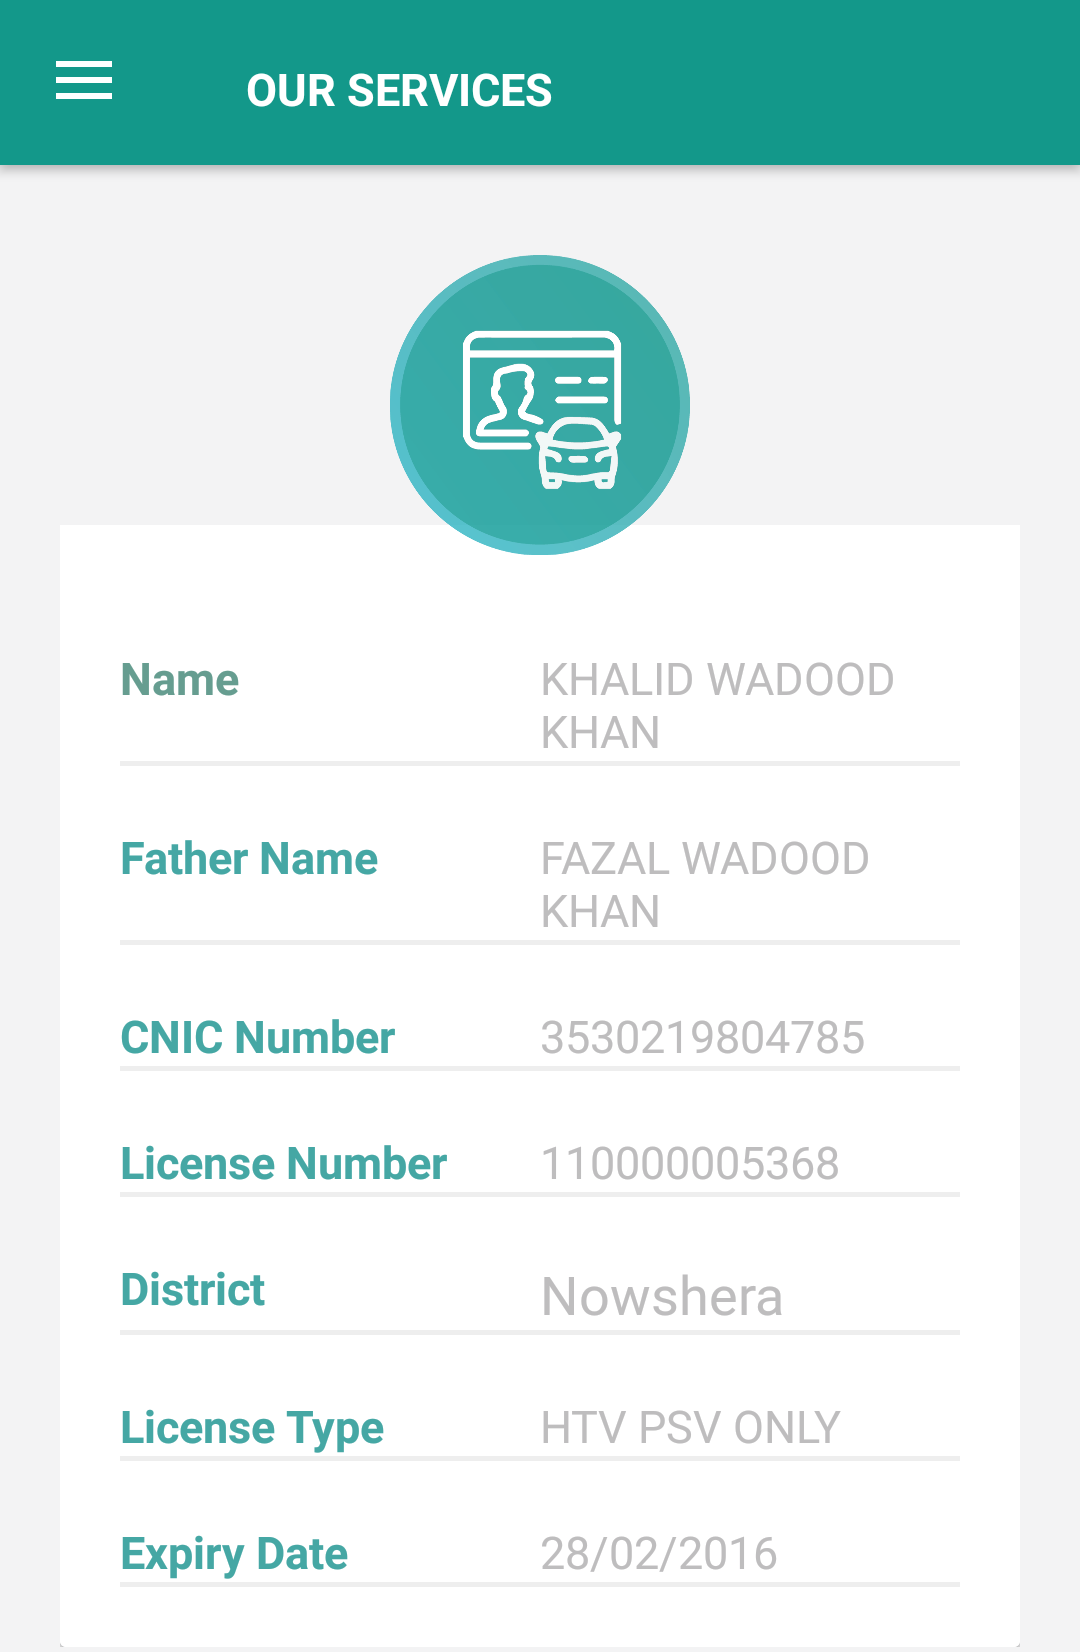 OUR SERVICES
Name KHALID WADOOD
KHAN
Father Name FAZAL WADOOD
KHAN
CNIC Number 3530219804785
License Number 110000005368
District Nowshera
License Type HTV PSV ONLY
Expiry Date 28/02/2016